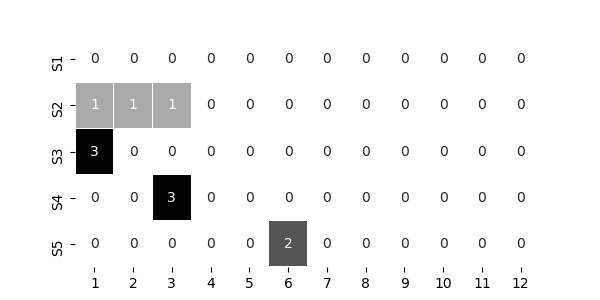 S1 0 0 0 0 0 0 0 0 0 0 0 0
S2 1 1 1 0 0 0 0 0 0 0 0 0
S3 3 0 0 0 0 0 0 0 0 0 0 0
S4 0 0 3 0 0 0 0 0 0 0 0 0
S5 0 0 0 0 0 2 0 0 0 0 0 0
1 2 3 4 5 6 7 8 9 10 11 12